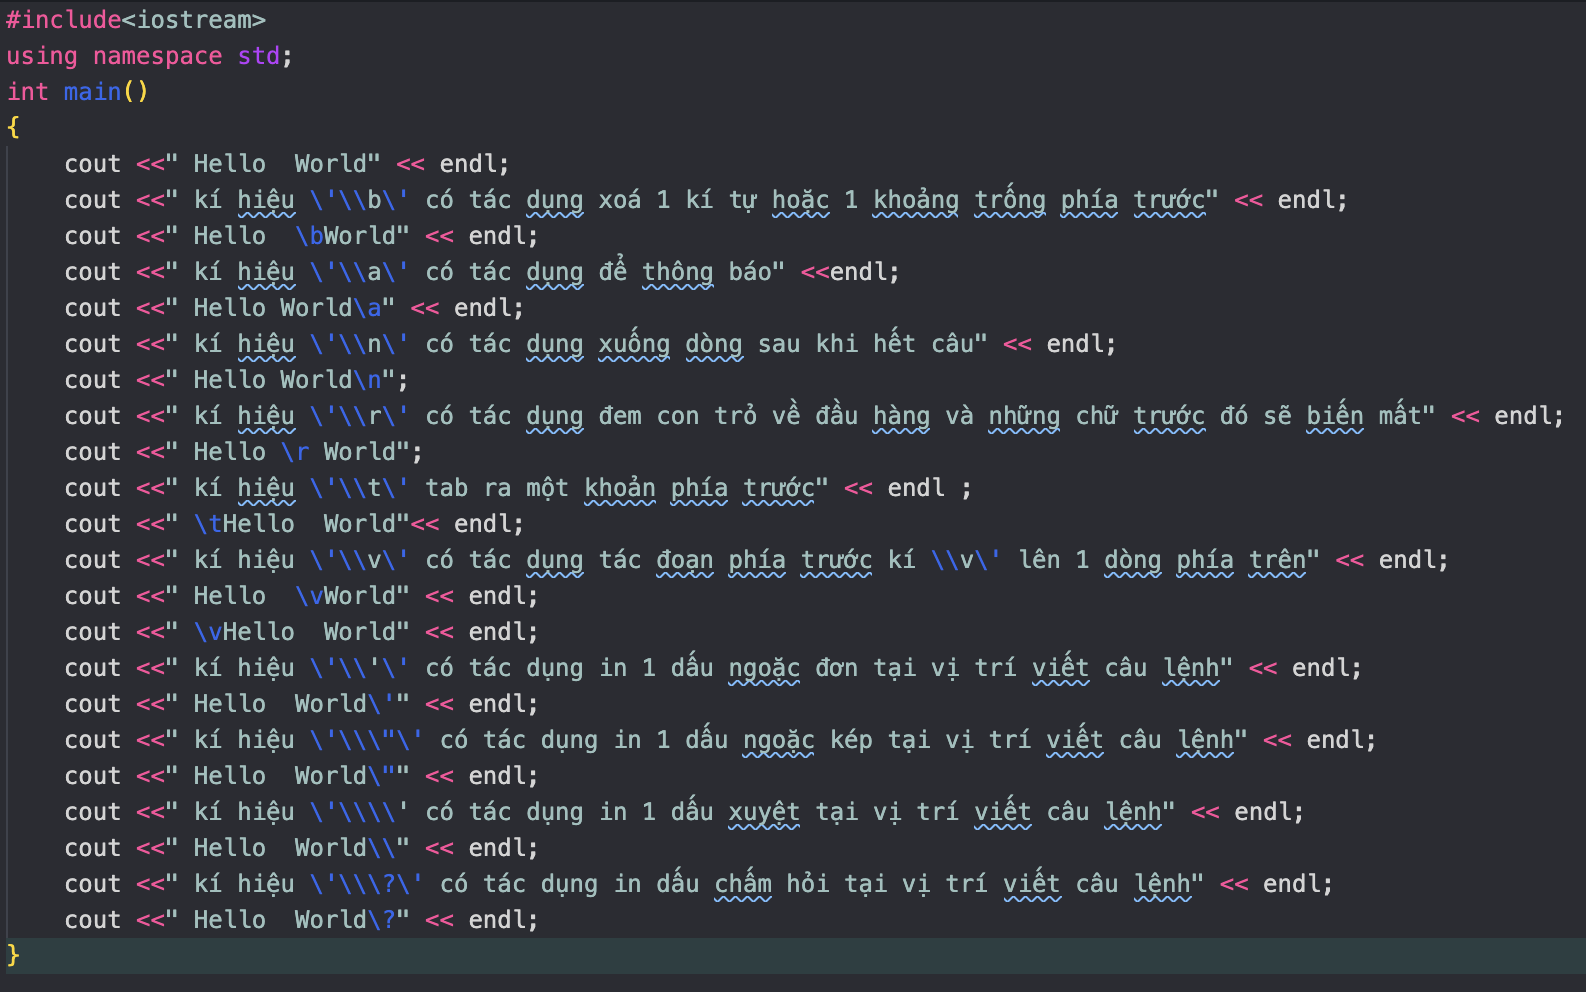 #include<iostream>
using namespace std;
int main()
{
    cout <<" Hello  World" << endl;
    cout <<" kí hiệu \'\\b\' có tác dụng xoá 1 kí tự hoặc 1 khoảng trống phía trước" << endl;
    cout <<" Hello  \bWorld" << endl;
    cout <<" kí hiệu \'\\a\' có tác dụng để thông báo" <<endl;
    cout <<" Hello World\a" << endl;
    cout <<" kí hiệu \'\\n\' có tác dụng xuống dòng sau khi hết câu" << endl;
    cout <<" Hello World\n";
    cout <<" kí hiệu \'\\r\' có tác dụng đem con trỏ về đầu hàng và những chữ trước đó sẽ biến mất" << endl;
    cout <<" Hello \r World";
    cout <<" kí hiệu \'\\t\' tab ra một khoản phía trước" << endl ;
    cout <<" \tHello  World"<< endl;
    cout <<" kí hiệu \'\\v\' có tác dụng tác đoạn phía trước kí \\v\' lên 1 dòng phía trên" << endl;
    cout <<" Hello  \vWorld" << endl;
    cout <<" \vHello  World" << endl;
    cout <<" kí hiệu \'\\'\' có tác dụng in 1 dấu ngoặc đơn tại vị trí viết câu lệnh" << endl;
    cout <<" Hello  World\'" << endl;
    cout <<" kí hiệu \'\\\"\' có tác dụng in 1 dấu ngoặc kép tại vị trí viết câu lệnh" << endl;
    cout <<" Hello  World\"" << endl;
    cout <<" kí hiệu \'\\\\' có tác dụng in 1 dấu xuyệt tại vị trí viết câu lệnh" << endl;
    cout <<" Hello  World\\" << endl;
    cout <<" kí hiệu \'\\\?\' có tác dụng in dấu chấm hỏi tại vị trí viết câu lệnh" << endl;
    cout <<" Hello  World\?" << endl;
}